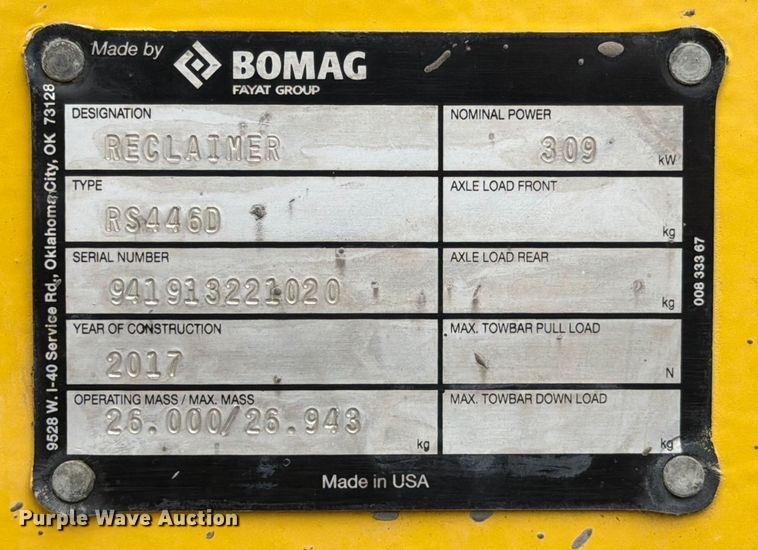 Made by BOMAG
FAYAT GROUP
DESIGNATION
RECLAIMER
NOMINAL POWER
309 kW
TYPE
RS446D
AXLE LOAD FRONT
kg
SERIAL NUMBER
941913221020
AXLE LOAD REAR
kg
YEAR OF CONSTRUCTION
2017
MAX. TOWBAR PULL LOAD
N
OPERATING MASS / MAX. MASS
26.000/26.943 kg
MAX. TOWBAR DOWN LOAD
kg
Made in USA
9528 W. I-40 Service Rd., Oklahoma City, OK 73128
008 333 67
Purple Wave Auction